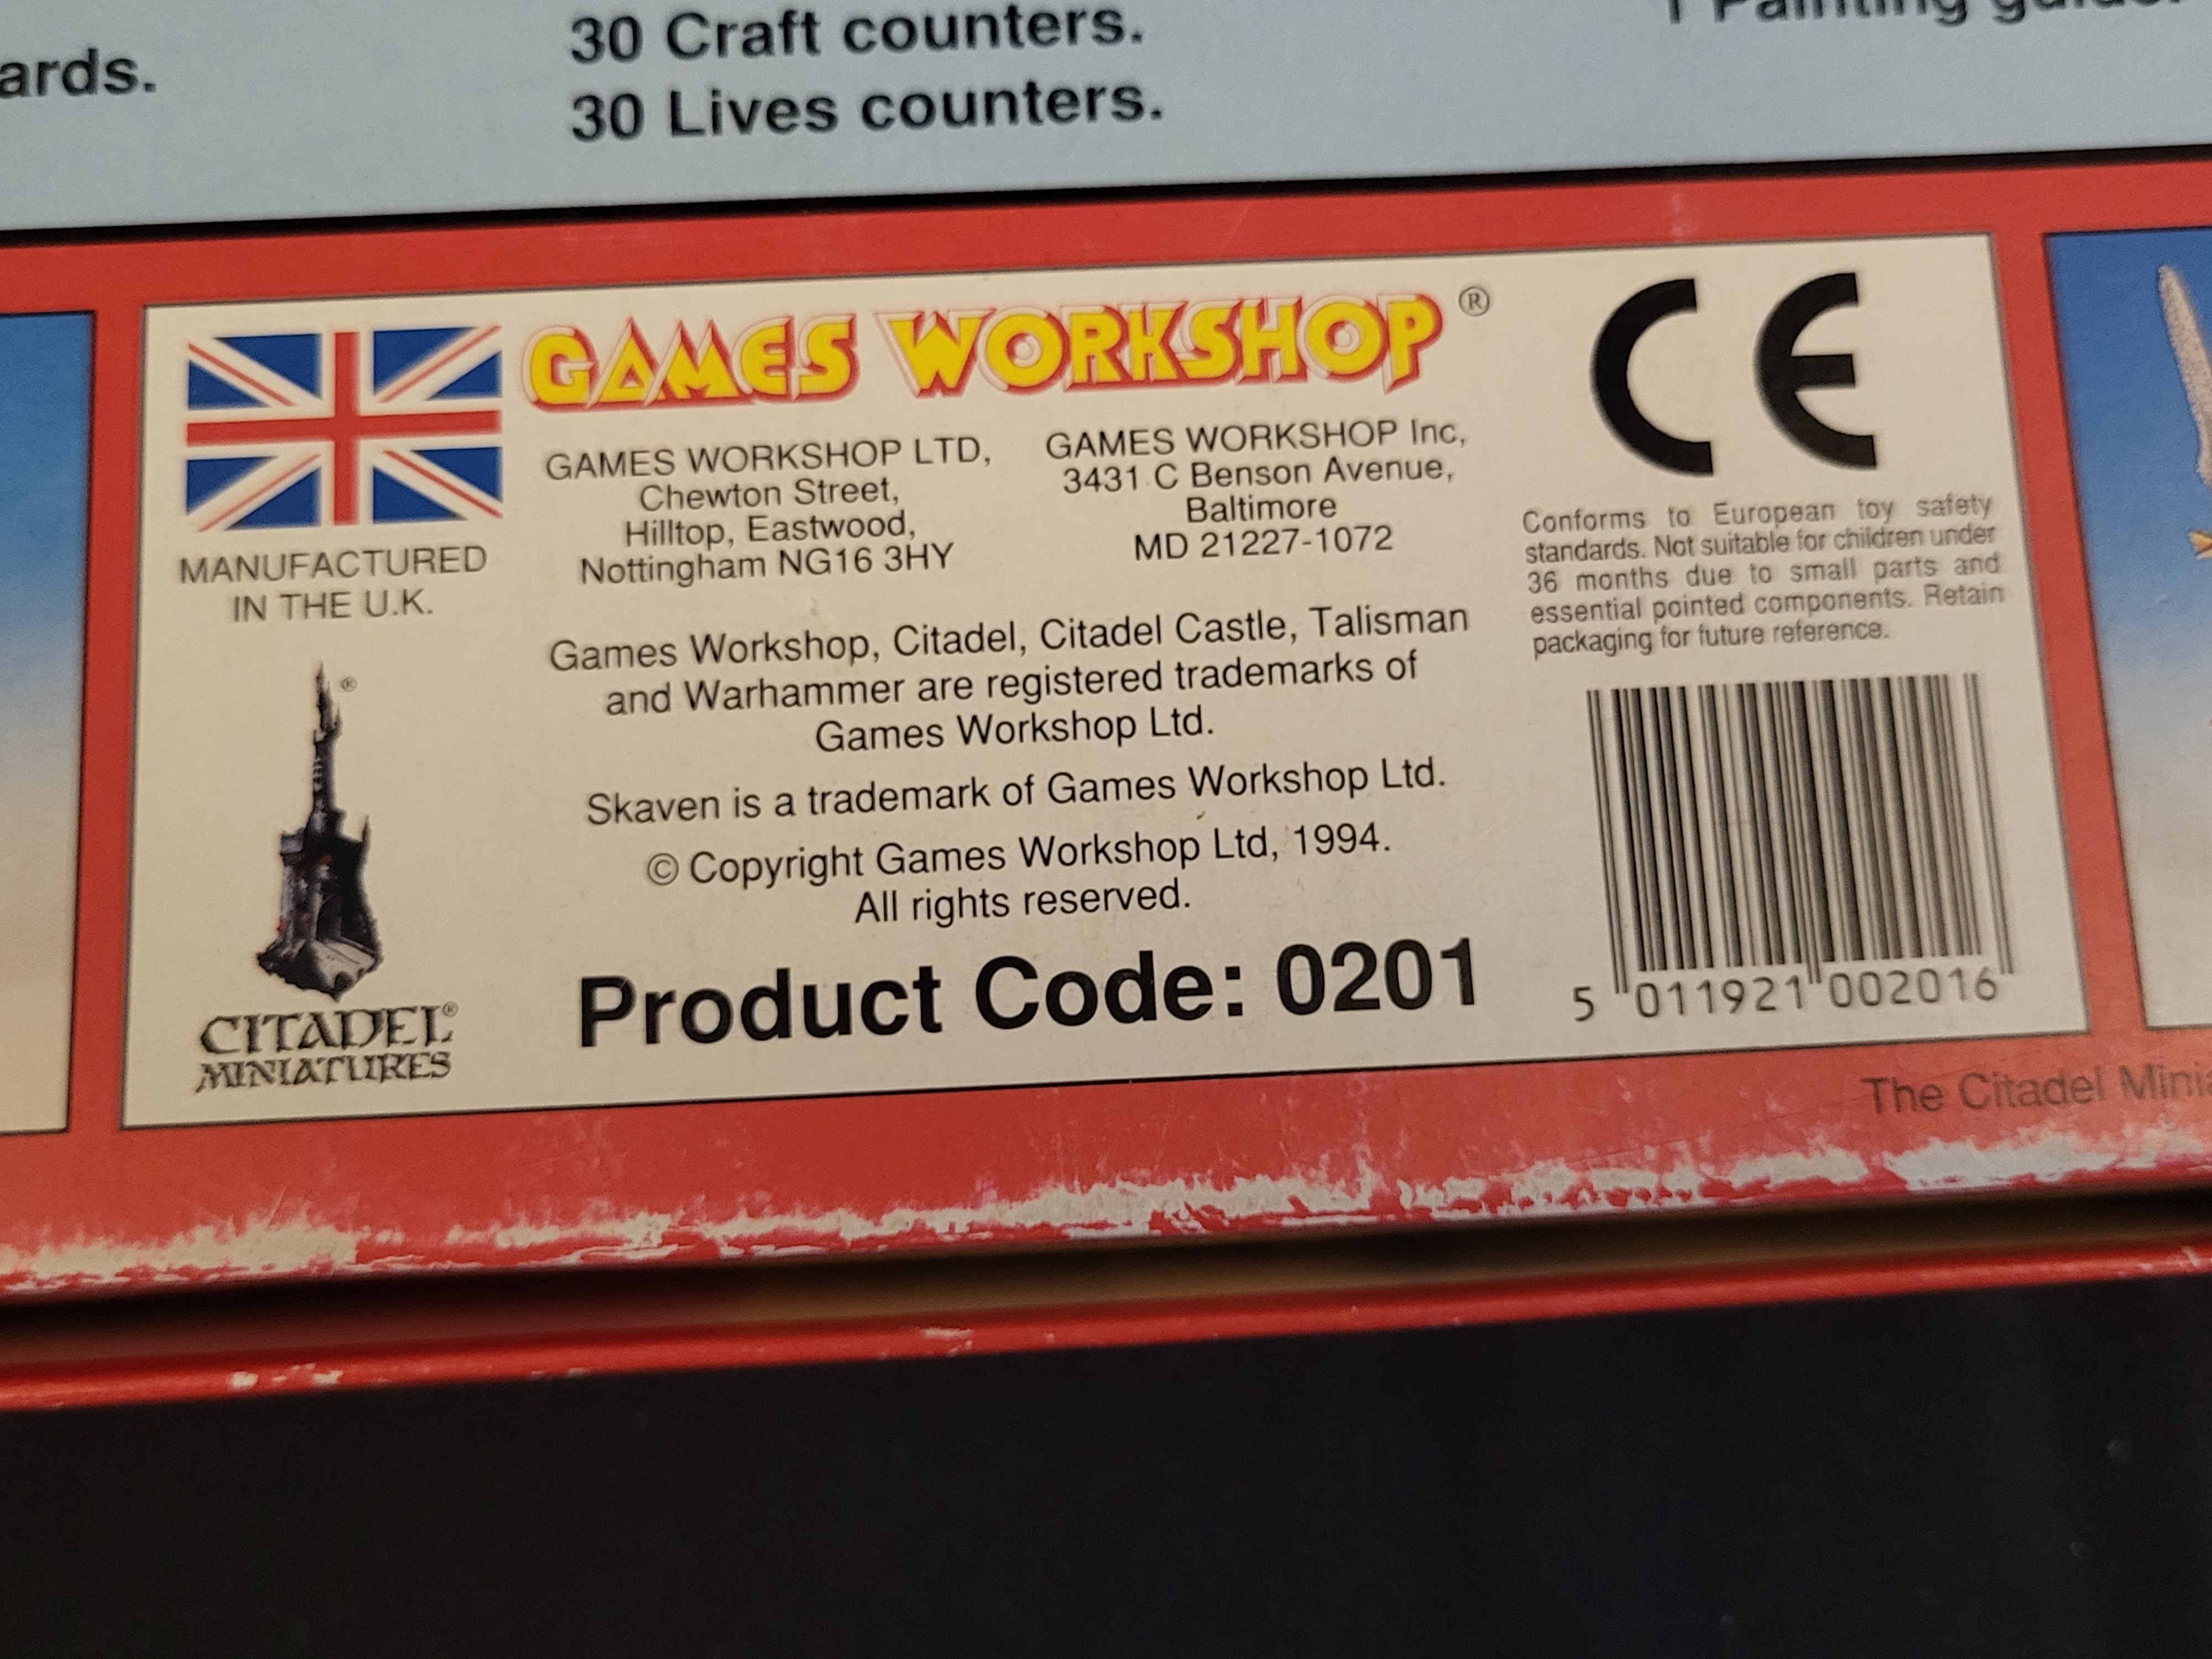 ards.
30 Craft counters.
30 Lives counters.
1 Painting guide.
GAMES WORKSHOP ®
MANUFACTURED
IN THE U.K.
GAMES WORKSHOP LTD,
Chewton Street,
Hilltop, Eastwood,
Nottingham NG16 3HY
GAMES WORKSHOP Inc,
3431 C Benson Avenue,
Baltimore
MD 21227-1072
Games Workshop, Citadel, Citadel Castle, Talisman
and Warhammer are registered trademarks of
Games Workshop Ltd.
Skaven is a trademark of Games Workshop Ltd.
© Copyright Games Workshop Ltd, 1994.
All rights reserved.
Product Code: 0201
®
CITADEL®
MINIATURES
CE
Conforms to European toy safety
standards. Not suitable for children under
36 months due to small parts and
essential pointed components. Retain
packaging for future reference.
5 011921 002016
The Citadel Minia